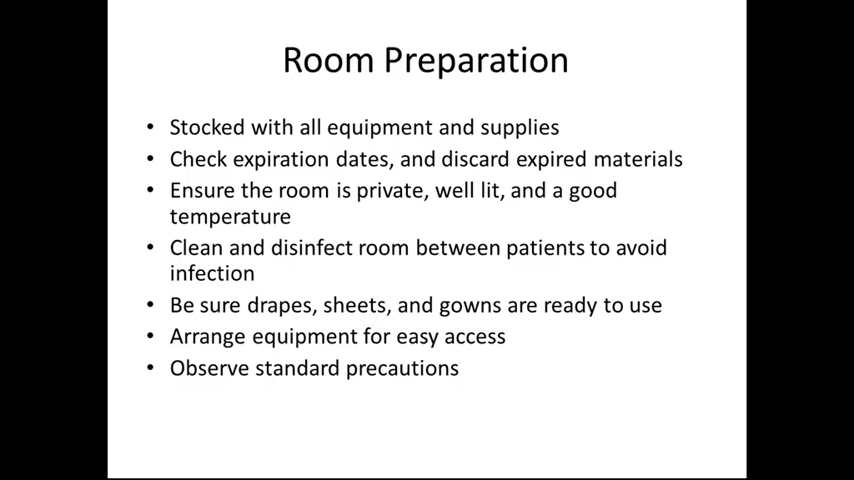 Room Preparation
• Stocked with all equipment and supplies
• Check expiration dates, and discard expired materials
• Ensure the room is private, well lit, and a good
temperature
• Clean and disinfect room between patients to avoid
infection
• Be sure drapes, sheets, and gowns are ready to use
• Arrange equipment for easy access
• Observe standard precautions